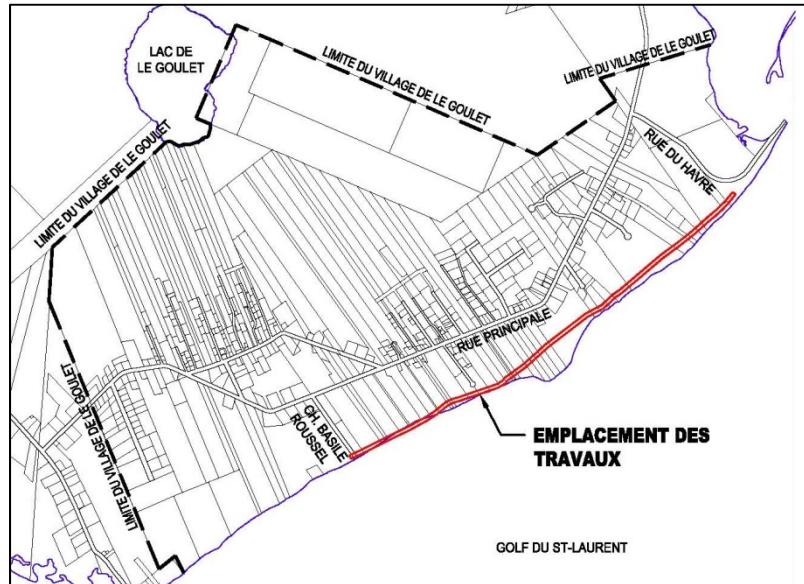 LAC DE
LE GOULET
LIMITE DU VILLAGE DE LE GOULET
LIMITE DU VILLAGE DE LE GOULET
LIMITE DU VILLAGE DE LE GOULET
RUE DU HAVRE
RUE PRINCIPALE
CH. BASILE
ROUSSEL
LIMITE DU VILLAGE DE LE GOULET
EMPLACEMENT DES
TRAVAUX
GOLF DU ST-LAURENT